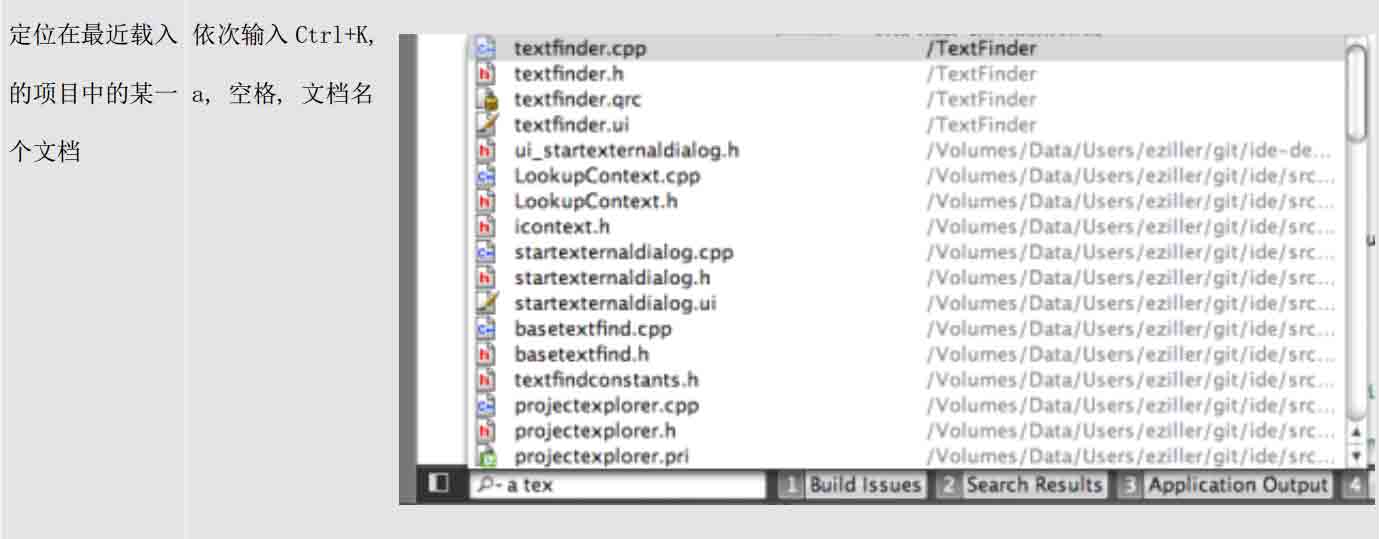 定位在最近载入
的项目中的某一
个文档
依次输入 Ctrl+K,
a, 空格, 文档名
textfinder.cpp /TextFinder
textfinder.h /TextFinder
textfinder.qrc /TextFinder
textfinder.ui /TextFinder
ui_startexternaldialog.h /Volumes/Data/Users/eziller/git/ide-de...
LookupContext.cpp /Volumes/Data/Users/eziller/git/ide/src...
LookupContext.h /Volumes/Data/Users/eziller/git/ide/src...
icontext.h /Volumes/Data/Users/eziller/git/ide/src...
startexternaldialog.cpp /Volumes/Data/Users/eziller/git/ide/src...
startexternaldialog.h /Volumes/Data/Users/eziller/git/ide/src...
startexternaldialog.ui /Volumes/Data/Users/eziller/git/ide/src...
basetextfind.cpp /Volumes/Data/Users/eziller/git/ide/src...
basetextfind.h /Volumes/Data/Users/eziller/git/ide/src...
textfindconstants.h /Volumes/Data/Users/eziller/git/ide/src...
projectexplorer.cpp /Volumes/Data/Users/eziller/git/ide/src...
projectexplorer.h /Volumes/Data/Users/eziller/git/ide/src...
projectexplorer.pri /Volumes/Data/Users/eziller/git/ide/src...
a tex 1 Build Issues 2 Search Results 3 Application Output 4